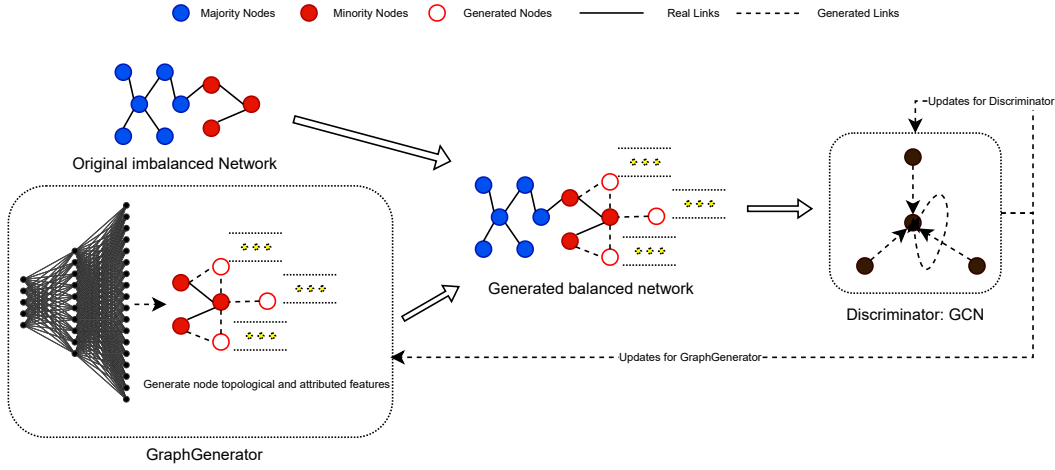 Majority Nodes
Minority Nodes
Generated Nodes
Real Links
Generated Links
Updates for Discriminator
Original imbalanced Network
Generated balanced network
Discriminator: GCN
Updates for GraphGenerator
Generate node topological and attributed features
GraphGenerator